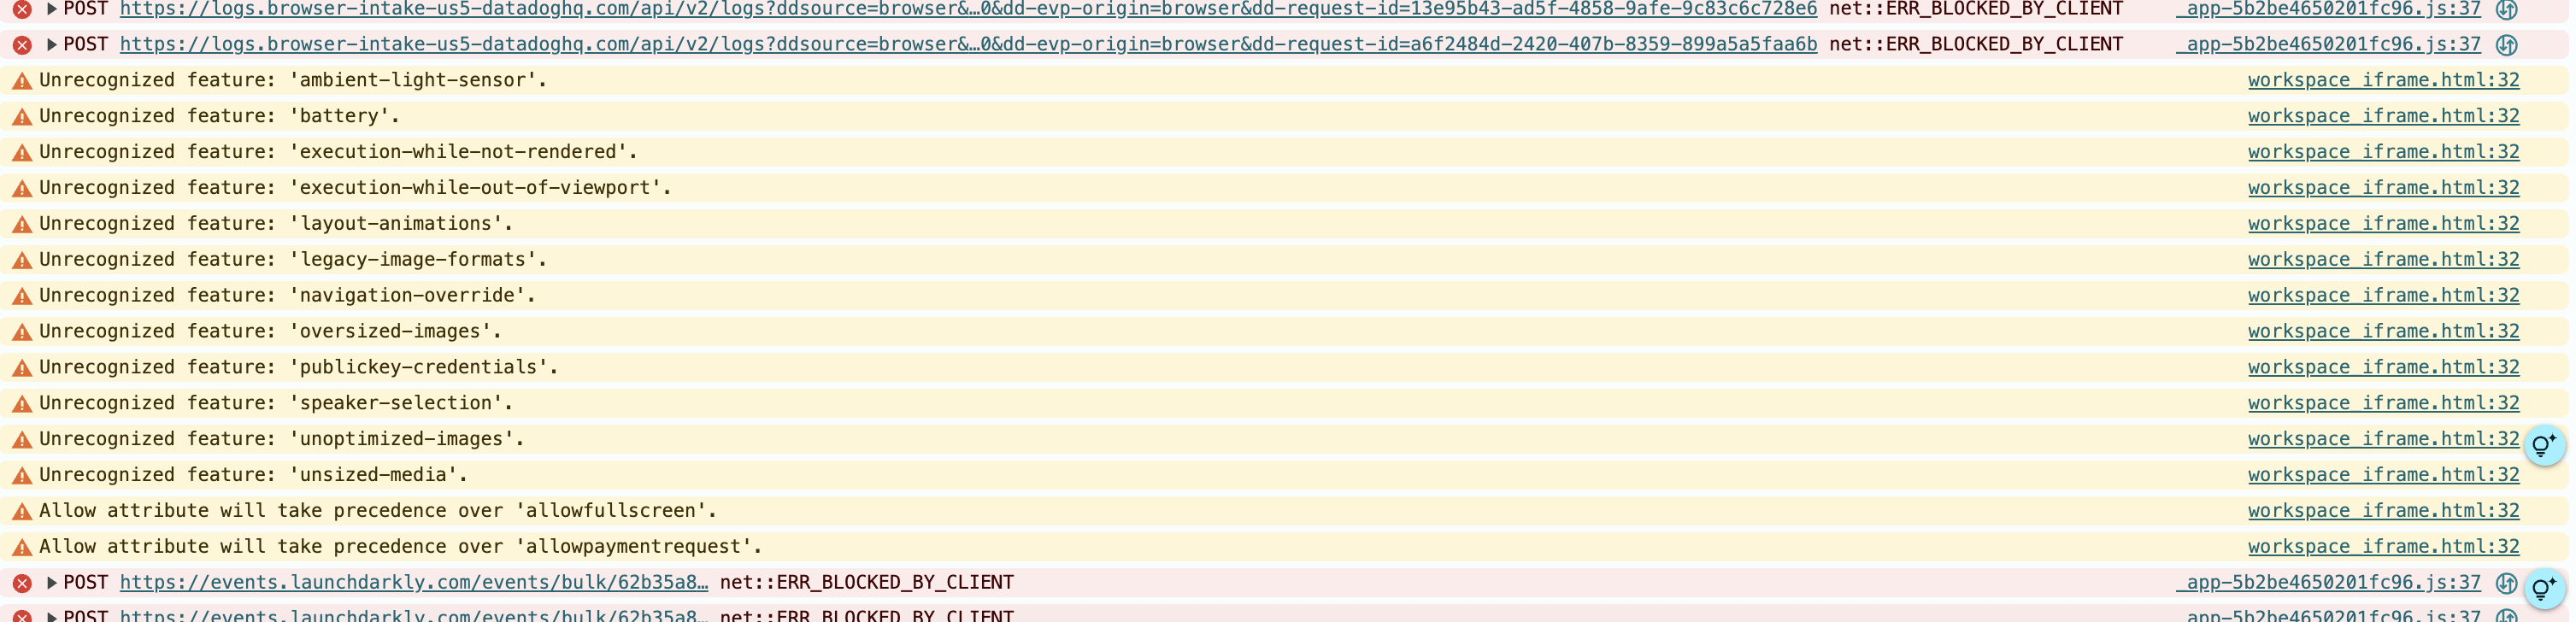 POST https://logs.browser-intake-us5-datadoghq.com/api/v2/logs?ddsource=browser&…0&dd-evp-origin=browser&dd-request-id=13e95b43-ad5f-4858-9afe-9c83c6c728e6 net::ERR_BLOCKED_BY_CLIENT _app-5b2be4650201fc96.js:37
POST https://logs.browser-intake-us5-datadoghq.com/api/v2/logs?ddsource=browser&…0&dd-evp-origin=browser&dd-request-id=a6f2484d-2420-407b-8359-899a5a5faa6b net::ERR_BLOCKED_BY_CLIENT _app-5b2be4650201fc96.js:37
Unrecognized feature: 'ambient-light-sensor'. workspace_iframe.html:32
Unrecognized feature: 'battery'. workspace_iframe.html:32
Unrecognized feature: 'execution-while-not-rendered'. workspace_iframe.html:32
Unrecognized feature: 'execution-while-out-of-viewport'. workspace_iframe.html:32
Unrecognized feature: 'layout-animations'. workspace_iframe.html:32
Unrecognized feature: 'legacy-image-formats'. workspace_iframe.html:32
Unrecognized feature: 'navigation-override'. workspace_iframe.html:32
Unrecognized feature: 'oversized-images'. workspace_iframe.html:32
Unrecognized feature: 'publickey-credentials'. workspace_iframe.html:32
Unrecognized feature: 'speaker-selection'. workspace_iframe.html:32
Unrecognized feature: 'unoptimized-images'. workspace_iframe.html:32
Unrecognized feature: 'unsized-media'. workspace_iframe.html:32
Allow attribute will take precedence over 'allowfullscreen'. workspace_iframe.html:32
Allow attribute will take precedence over 'allowpaymentrequest'. workspace_iframe.html:32
POST https://events.launchdarkly.com/events/bulk/62b35a8… net::ERR_BLOCKED_BY_CLIENT _app-5b2be4650201fc96.js:37
POST https://events.launchdarkly.com/events/bulk/62b35a8… net::ERR_BLOCKED_BY_CLIENT _app-5b2be4650201fc96.js:37